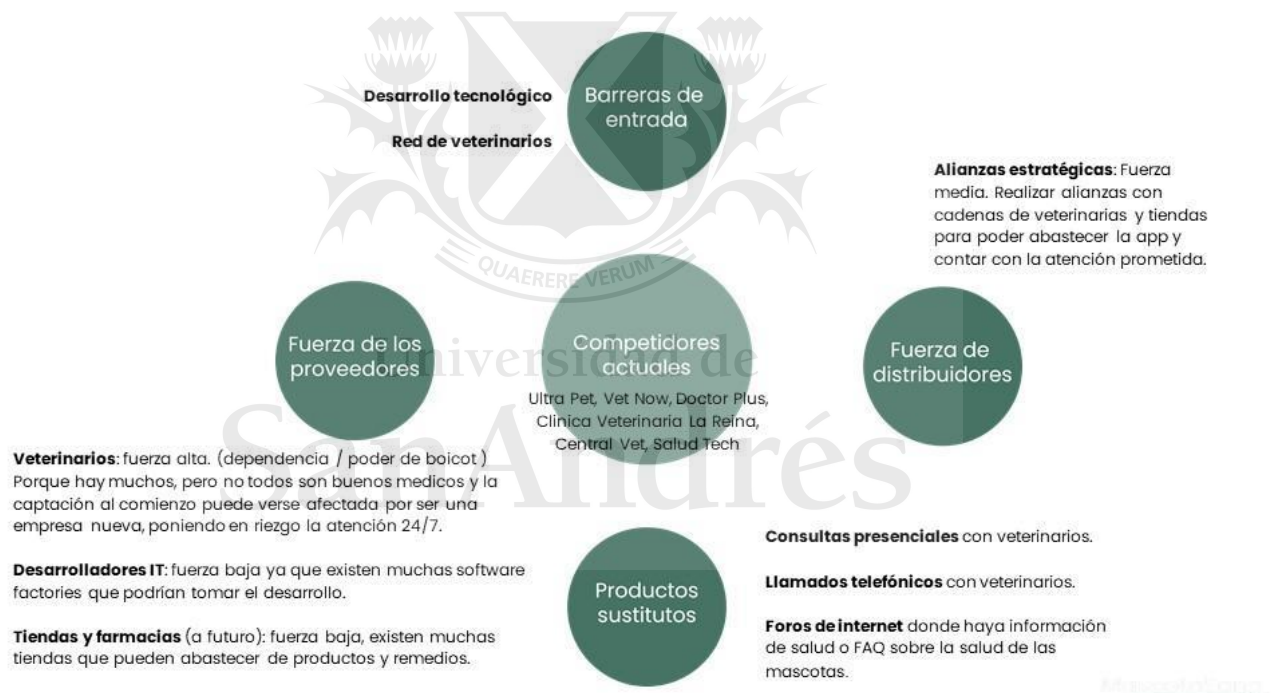 Barreras de
entrada
Desarrollo tecnológico
Red de veterinarios
Alianzas estratégicas: Fuerza
media. Realizar alianzas con
cadenas de veterinarias y tiendas
para poder abastecer la app y
contar con la atención prometida.
QUAERERE VERUM
Fuerza de los
proveedores
Competidores
actuales
Ultra Pet, Vet Now, Doctor Plus,
Clinica Veterinaria La Reina,
Central Vet, Salud Tech
Fuerza de
distribuidores
Universidad de
SanAndrés
Veterinarios: fuerza alta. (dependencia / poder de boicot )
Porque hay muchos, pero no todos son buenos medicos y la
captación al comienzo puede verse afectada por ser una
empresa nueva, poniendo en riezgo la atención 24/7.
Desarrolladores IT: fuerza baja ya que existen muchas software
factories que podrían tomar el desarrollo.
Tiendas y farmacias (a futuro): fuerza baja, existen muchas
tiendas que pueden abastecer de productos y remedios.
Productos
sustitutos
Consultas presenciales con veterinarios.
Llamados telefónicos con veterinarios.
Foros de internet donde haya información
de salud o FAQ sobre la salud de las
mascotas.